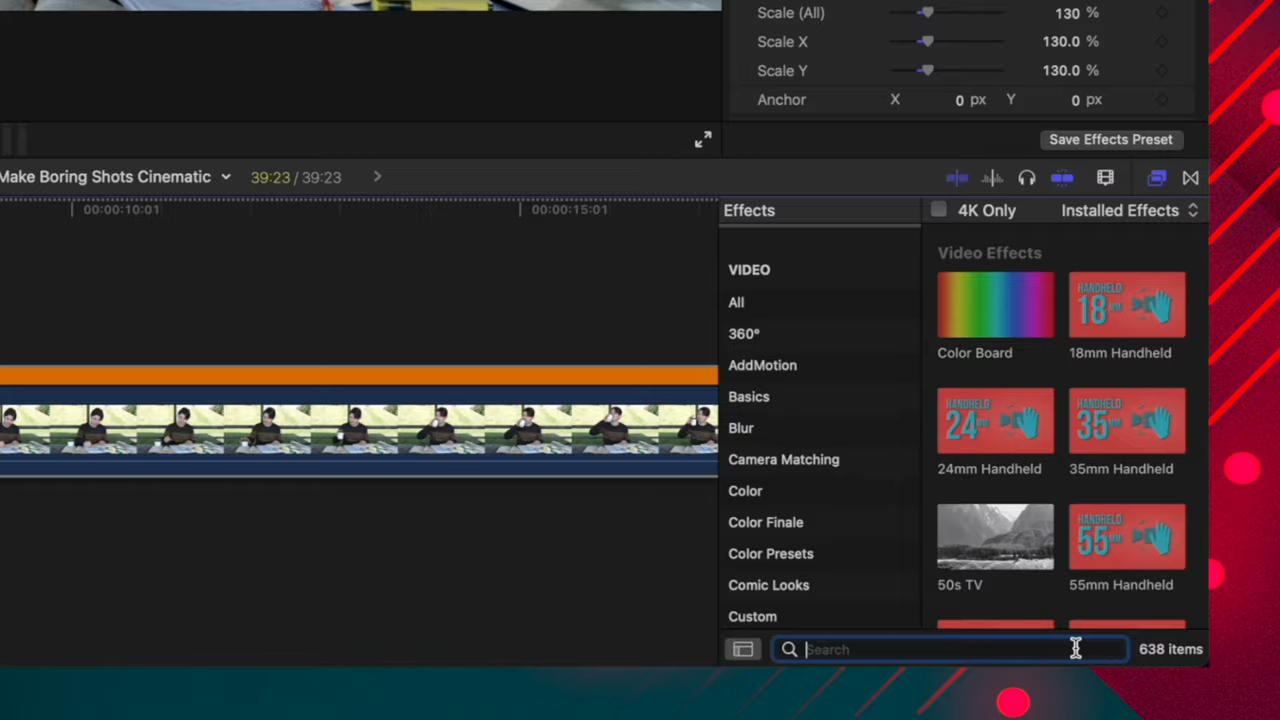 Scale (All) 130 %
Scale X 130.0 %
Scale Y 130.0 %
Anchor X 0 px Y 0 px
Save Effects Preset
Make Boring Shots Cinematic 39:23 / 39:23
00:00:10:01 00:00:15:01
Effects
4K Only Installed Effects
VIDEO
All
360°
AddMotion
Basics
Blur
Camera Matching
Color
Color Finale
Color Presets
Comic Looks
Custom
Video Effects
HANDHELD
18MM
Color Board 18mm Handheld
HANDHELD HANDHELD
24MM 35MM
24mm Handheld 35mm Handheld
HANDHELD
55MM
50s TV 55mm Handheld
Search 638 items